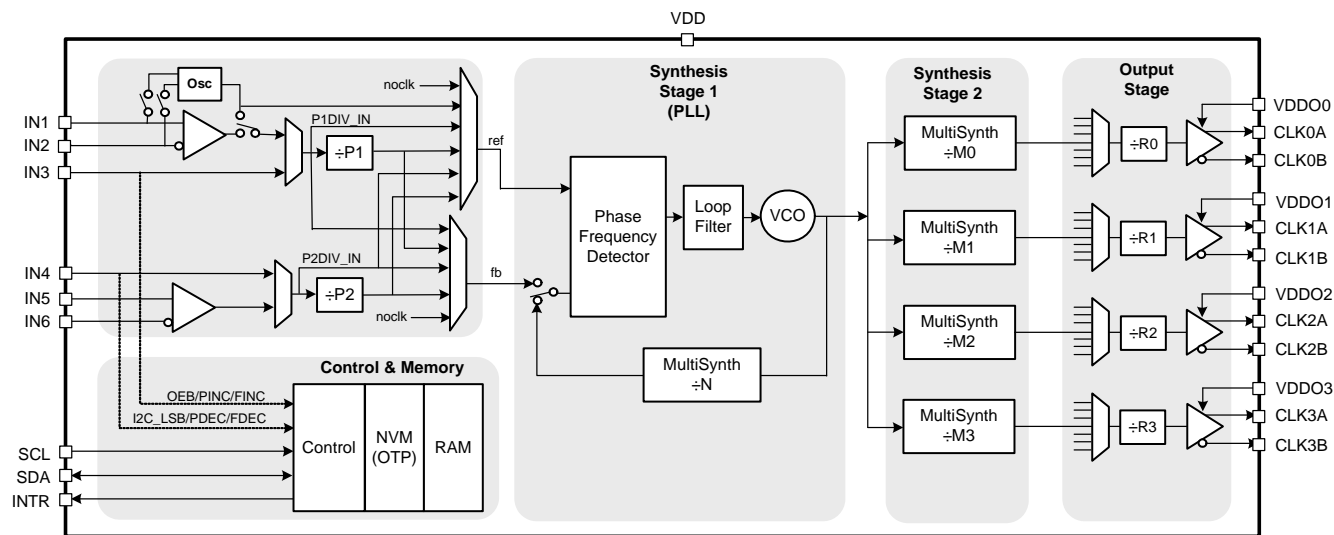 VDD
Osc
noclk
P1DIV_IN
÷P1
ref
IN1
IN2
IN3
IN4
IN5
IN6
P2DIV_IN
÷P2
noclk
fb
Synthesis
Stage 1
(PLL)
Phase
Frequency
Detector
Loop
Filter
VCO
MultiSynth
÷N
Synthesis
Stage 2
MultiSynth
÷M0
MultiSynth
÷M1
MultiSynth
÷M2
MultiSynth
÷M3
Output
Stage
÷R0
÷R1
÷R2
÷R3
VDDO0
CLK0A
CLK0B
VDDO1
CLK1A
CLK1B
VDDO2
CLK2A
CLK2B
VDDO3
CLK3A
CLK3B
Control & Memory
OEB/PINC/FINC
I2C_LSB/PDEC/FDEC
Control
NVM
(OTP)
RAM
SCL
SDA
INTR